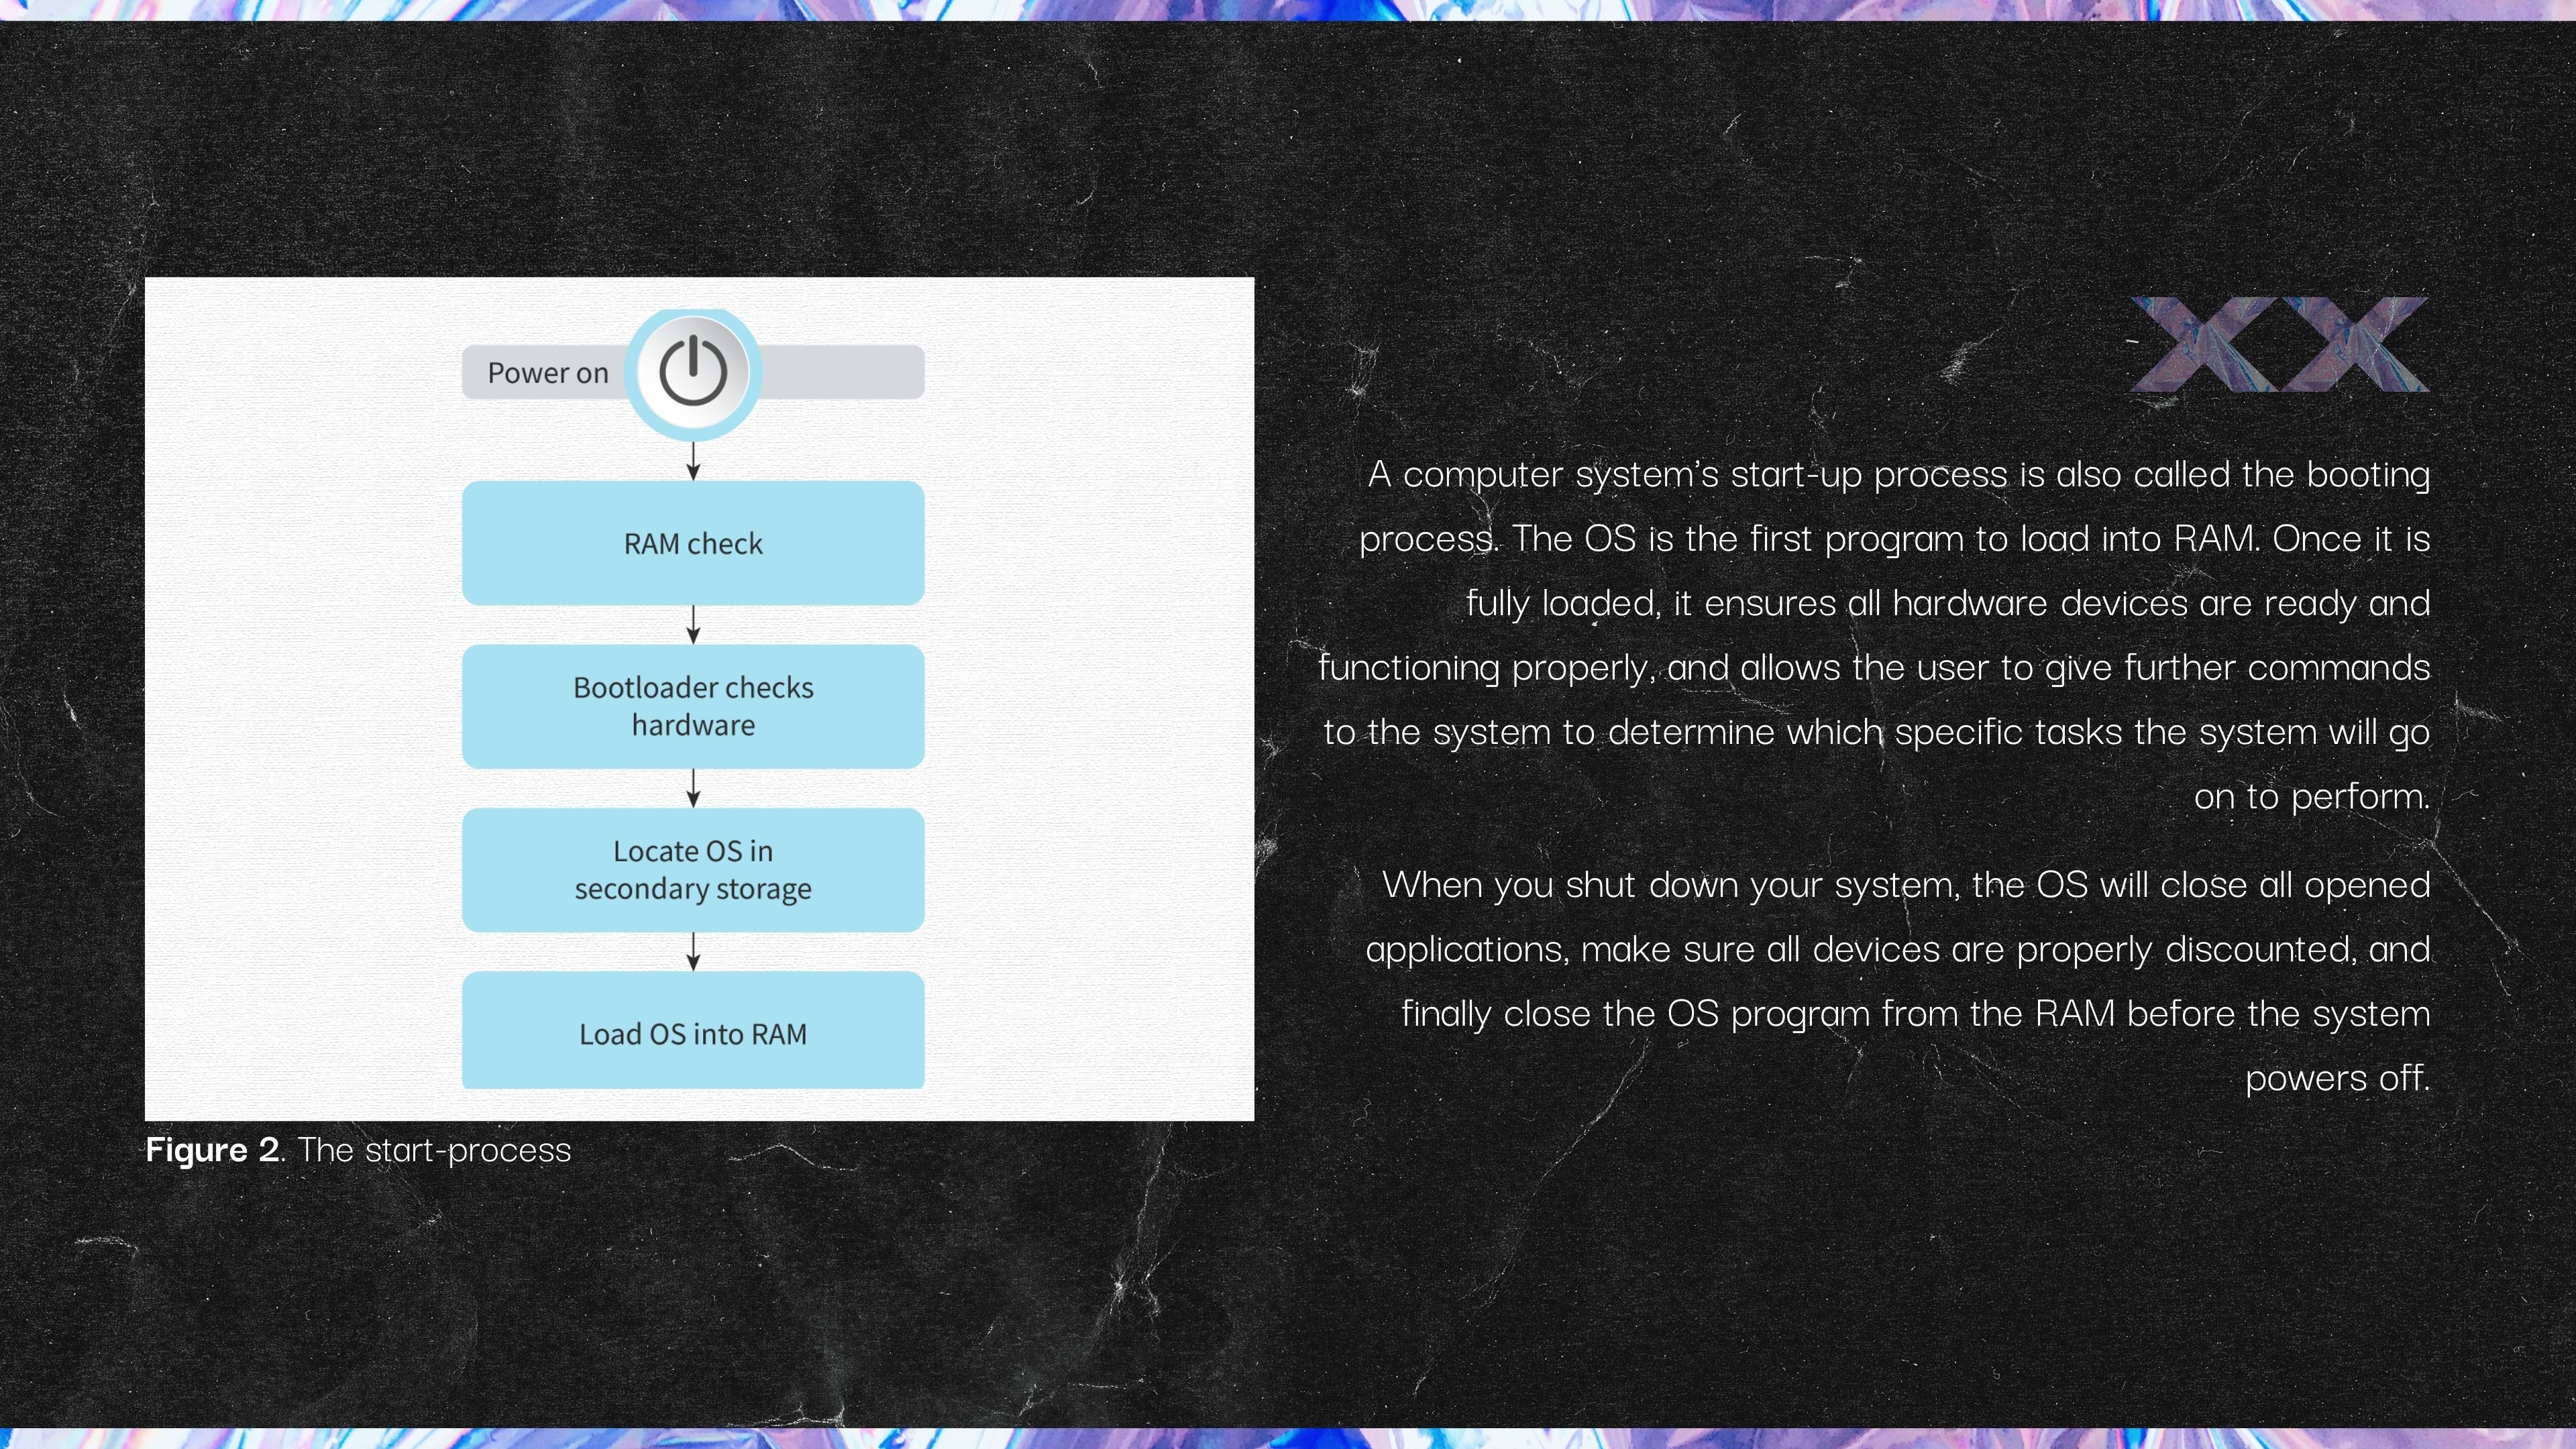 Power on
RAM check
Bootloader checks
hardware
Locate OS in
secondary storage
Load OS into RAM
Figure 2. The start-process
XX
A computer system's start-up process is also called the booting
process. The OS is the first program to load into RAM. Once it is
fully loaded, it ensures all hardware devices are ready and
functioning properly, and allows the user to give further commands
to the system to determine which specific tasks the system will go
on to perform.
When you shut down your system, the OS will close all opened
applications, make sure all devices are properly discounted, and
finally close the OS program from the RAM before the system
powers off.